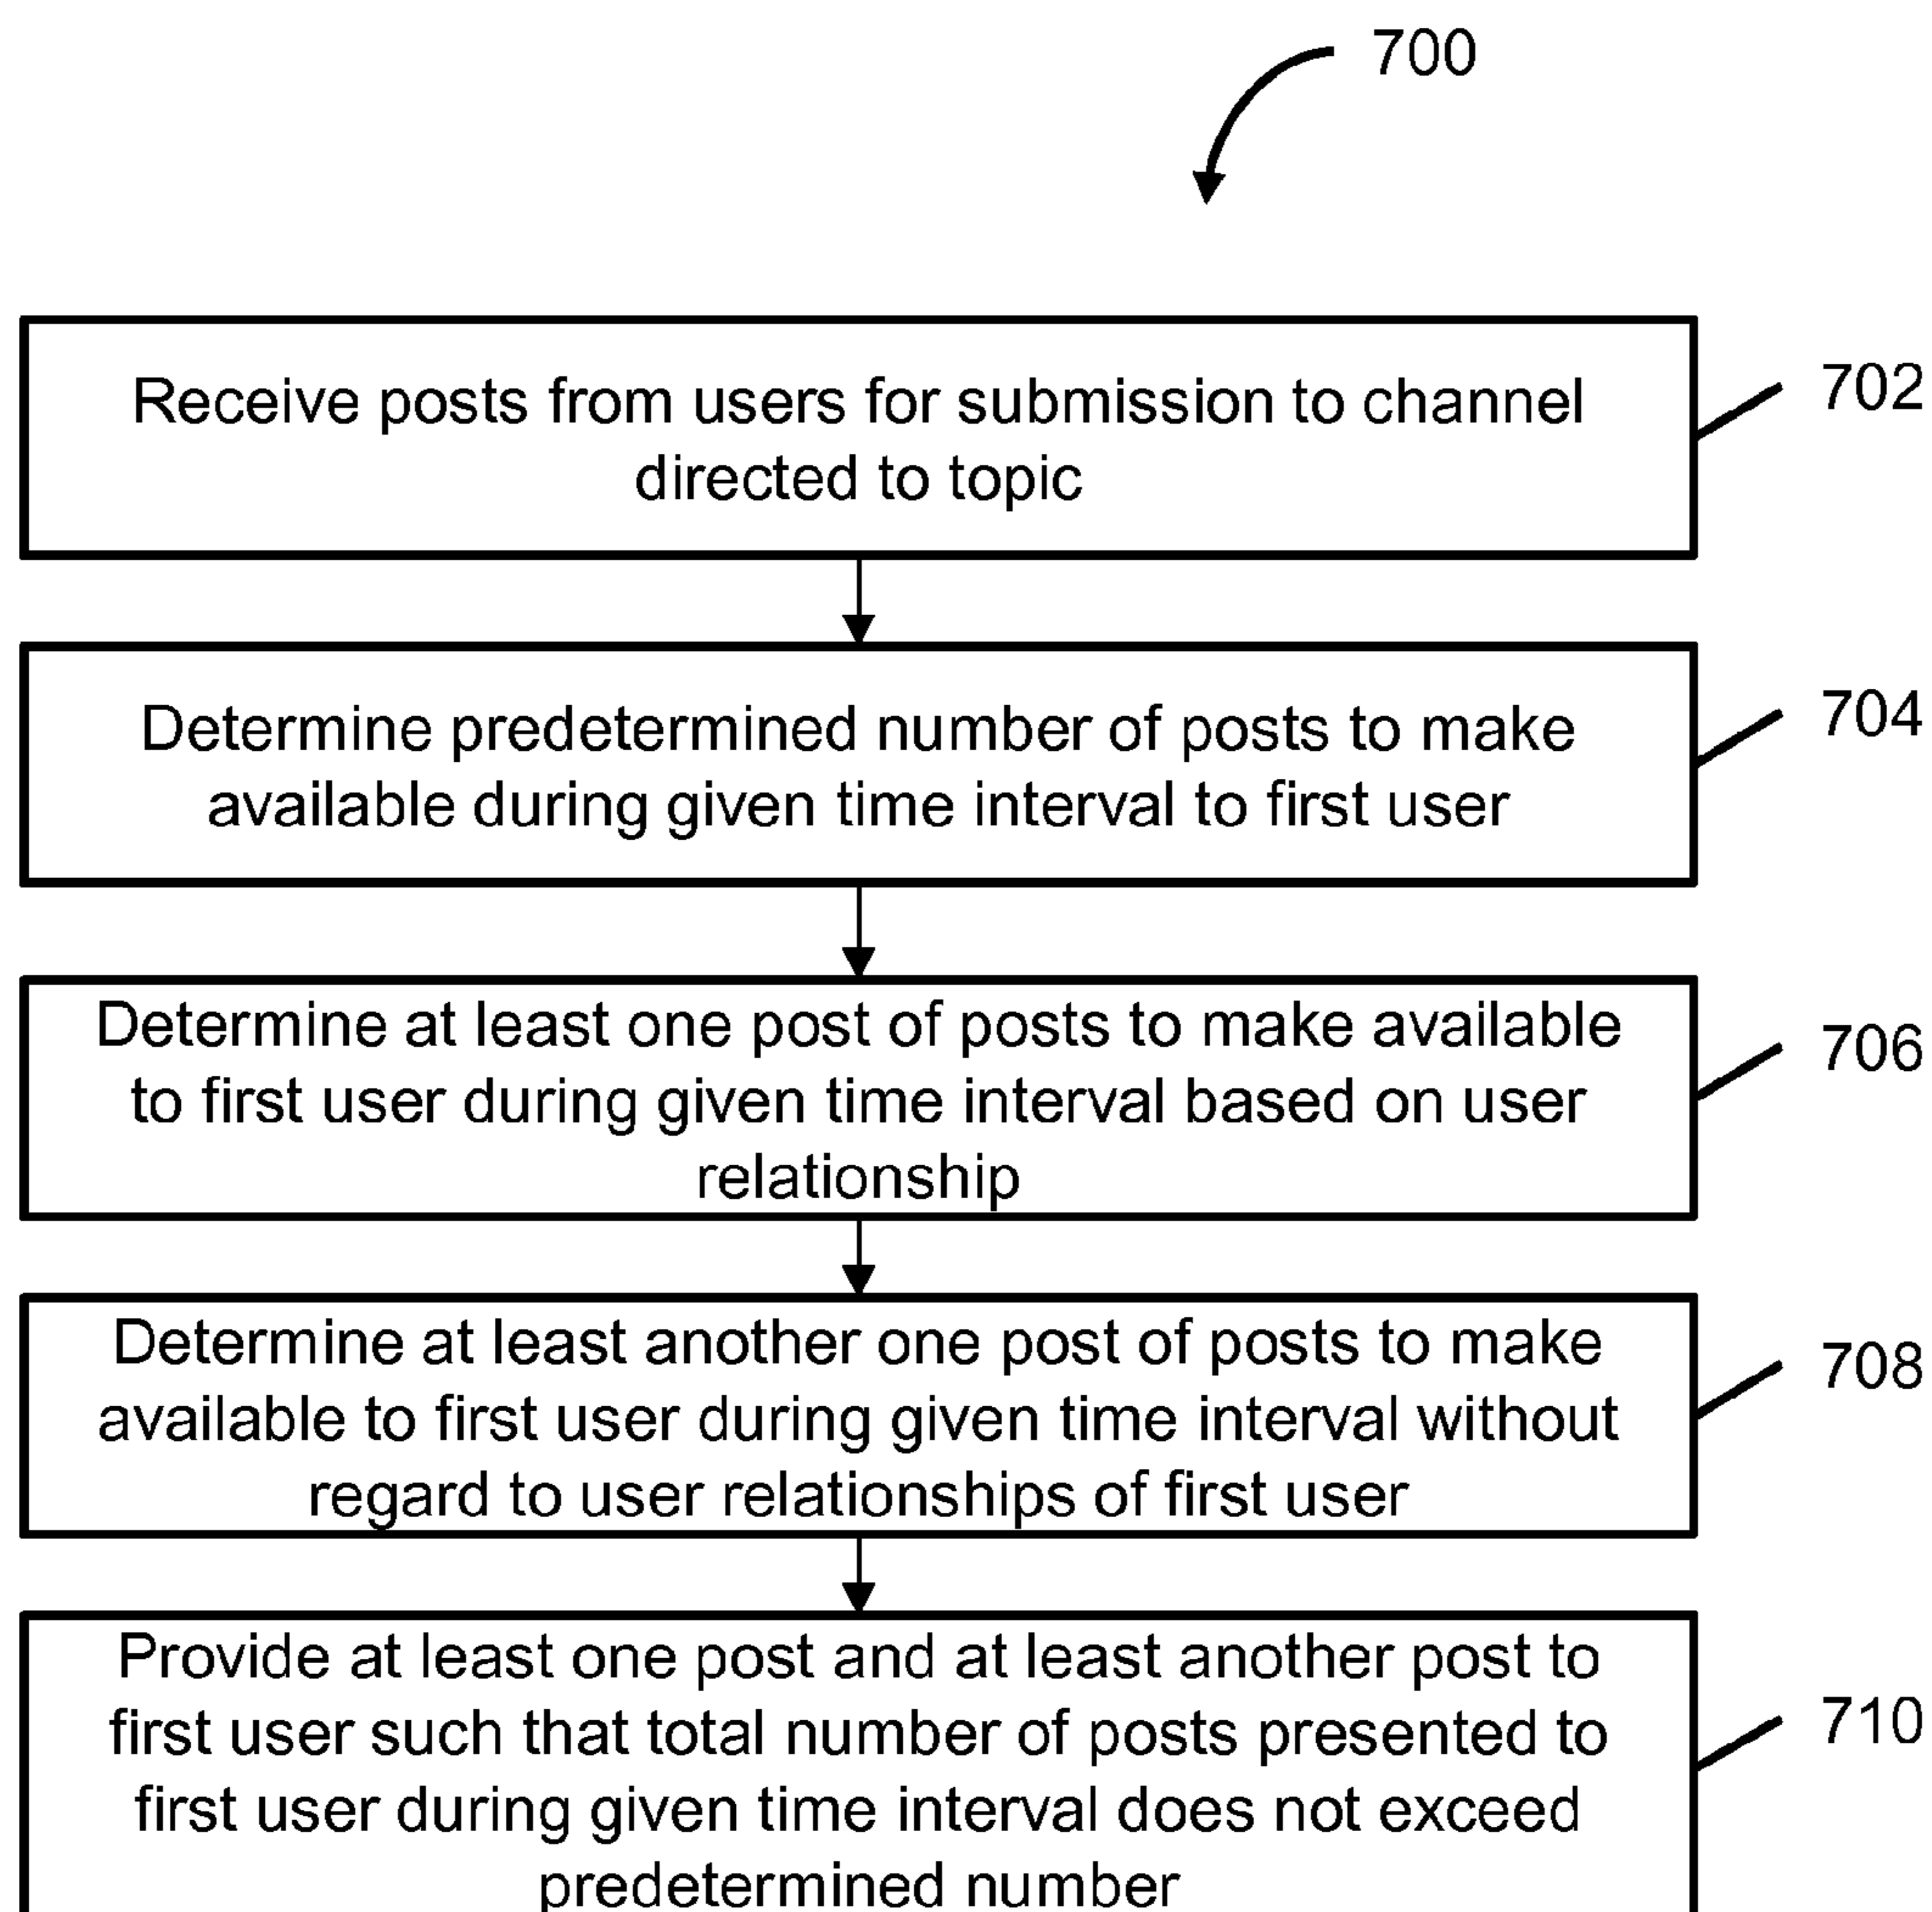 700
Receive posts from users for submission to channel
directed to topic
702
Determine predetermined number of posts to make
available during given time interval to first user
704
Determine at least one post of posts to make available
to first user during given time interval based on user
relationship
706
Determine at least another one post of posts to make
available to first user during given time interval without
regard to user relationships of first user
708
Provide at least one post and at least another post to
first user such that total number of posts presented to
first user during given time interval does not exceed
predetermined number
710